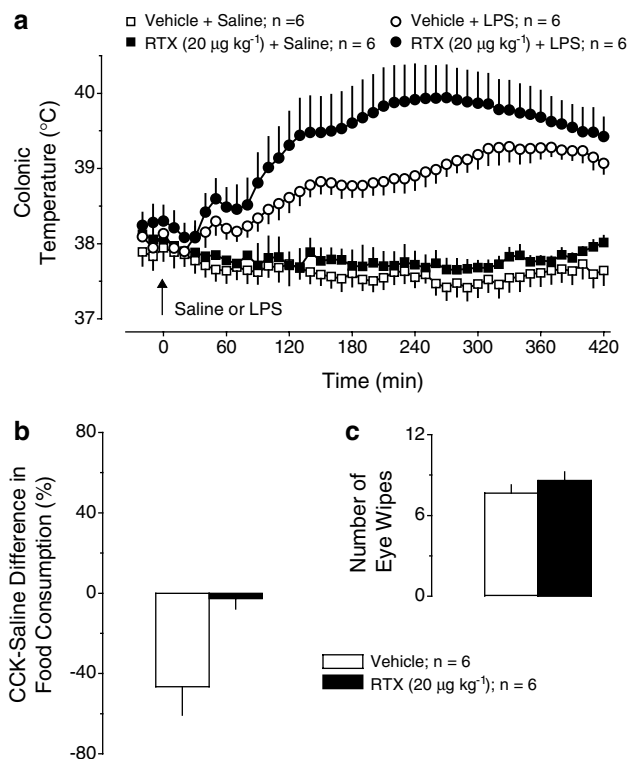 a
Vehicle + Saline; n =6
Vehicle + LPS; n = 6
RTX (20 µg kg-1) + Saline; n = 6
RTX (20 µg kg-1) + LPS; n = 6
Colonic
Temperature (°C)
40
39
38
37
Saline or LPS
0 60 120 180 240 300 360 420
Time (min)
b
CCK-Saline Difference in
Food Consumption (%)
80
40
0
-40
-80
c
Number of
Eye Wipes
12
6
0
Vehicle; n = 6
RTX (20 µg kg-1); n = 6